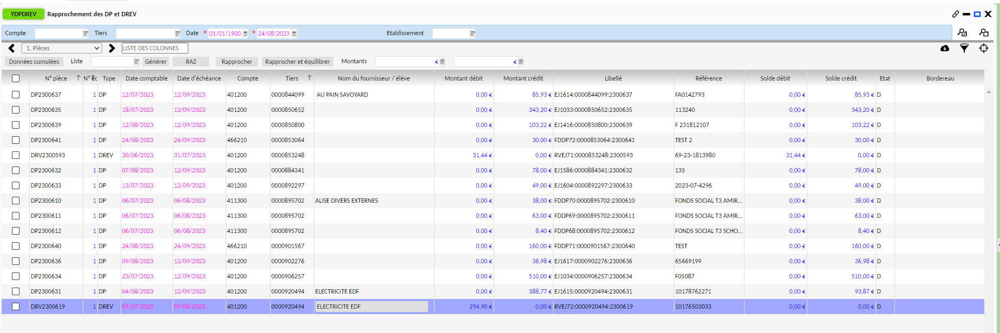 YDPDREV Rapprochement des DP et DREV
Compte Tiers Date * 01/01/1900 * 24/08/2023 Etablissement
1. Pièces LISTE DES COLONNES
Données cumulées Liste Générer RAZ Rapprocher Rapprocher et équilibrer Montants € €
N° pièce N° Éc Type Date comptable Date d'échéance Compte Tiers Nom du fournisseur / élève Montant débit Montant crédit Libellé Référence Solde débit Solde crédit Etat Bordereau
DP2300637 1 DP 12/07/2023 12/09/2023 401200 0000844099 AU PAIN SAVOYARD 0,00 € 85,93 € EJ1614:0000844099:2300637 FA0142793 0,00 € 85,93 € D
DP2300635 1 DP 18/07/2023 12/09/2023 401200 0000850652 0,00 € 343,20 € EJ1033:0000850652:2300635 113240 0,00 € 343,20 € D
DP2300639 1 DP 12/08/2023 12/09/2023 401200 0000850800 0,00 € 103,22 € EJ1416:0000850800:2300639 F 231812107 0,00 € 103,22 € D
DP2300641 1 DP 24/08/2023 24/09/2023 466210 0000853064 0,00 € 30,00 € FDDP72:0000853064:2300641 TEST 2 0,00 € 30,00 € D
DRV2300593 1 DREV 30/06/2023 31/07/2023 401200 0000853248 31,44 € 0,00 € RVEJ71:0000853248:2300593 69-23-1813980 31,44 € 0,00 € D
DP2300632 1 DP 07/08/2023 12/09/2023 401200 0000884341 0,00 € 78,00 € EJ1586:0000884341:2300632 135 0,00 € 78,00 € D
DP2300633 1 DP 13/07/2023 12/09/2023 401200 0000892297 0,00 € 49,00 € EJ1604:0000892297:2300633 2023-07-4296 0,00 € 49,00 € D
DP2300610 1 DP 06/07/2023 06/08/2023 411300 0000895702 ALISE DIVERS EXTERNES 0,00 € 38,00 € FDDP70:0000895702:2300610 FONDS SOCIAL T3 AMIR... 0,00 € 38,00 € D
DP2300611 1 DP 06/07/2023 06/08/2023 411300 0000895702 0,00 € 63,00 € FDDP69:0000895702:2300611 FONDS SOCIAL T3 AMIR... 0,00 € 63,00 € D
DP2300612 1 DP 06/07/2023 06/08/2023 411300 0000895702 0,00 € 8,40 € FDDP68:0000895702:2300612 FONDS SOCIAL T3 SCHO... 0,00 € 8,40 € D
DP2300640 1 DP 24/08/2023 24/09/2023 466210 0000901567 0,00 € 160,00 € FDDP71:0000901567:2300640 TEST 0,00 € 160,00 € D
DP2300636 1 DP 09/08/2023 12/09/2023 401200 0000902276 0,00 € 36,98 € EJ1617:0000902276:2300636 65669199 0,00 € 36,98 € D
DP2300634 1 DP 23/07/2023 12/09/2023 401200 0000906257 0,00 € 510,00 € EJ1034:0000906257:2300634 F05087 0,00 € 510,00 € D
DP2300631 1 DP 04/08/2023 12/09/2023 401200 0000920494 ELECTRICITE EDF 0,00 € 388,77 € EJ1615:0000920494:2300631 10178762271 0,00 € 93,87 € D
DRV2300619 1 DREV 09/07/2023 09/08/2023 401200 0000920494 ELECTRICITE EDF 294,90 € 0,00 € RVEJ72:0000920494:2300619 10176503033 0,00 € 0,00 € D